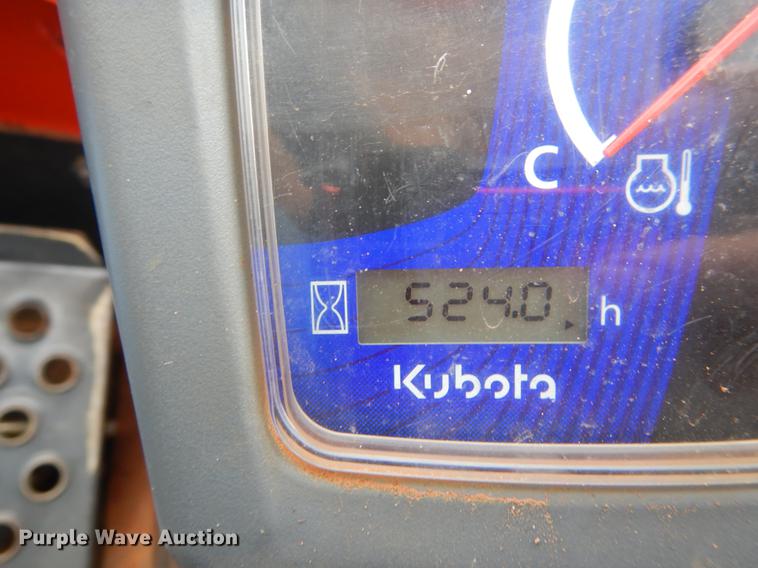 C
524.0 h
Kubota
Purple Wave Auction